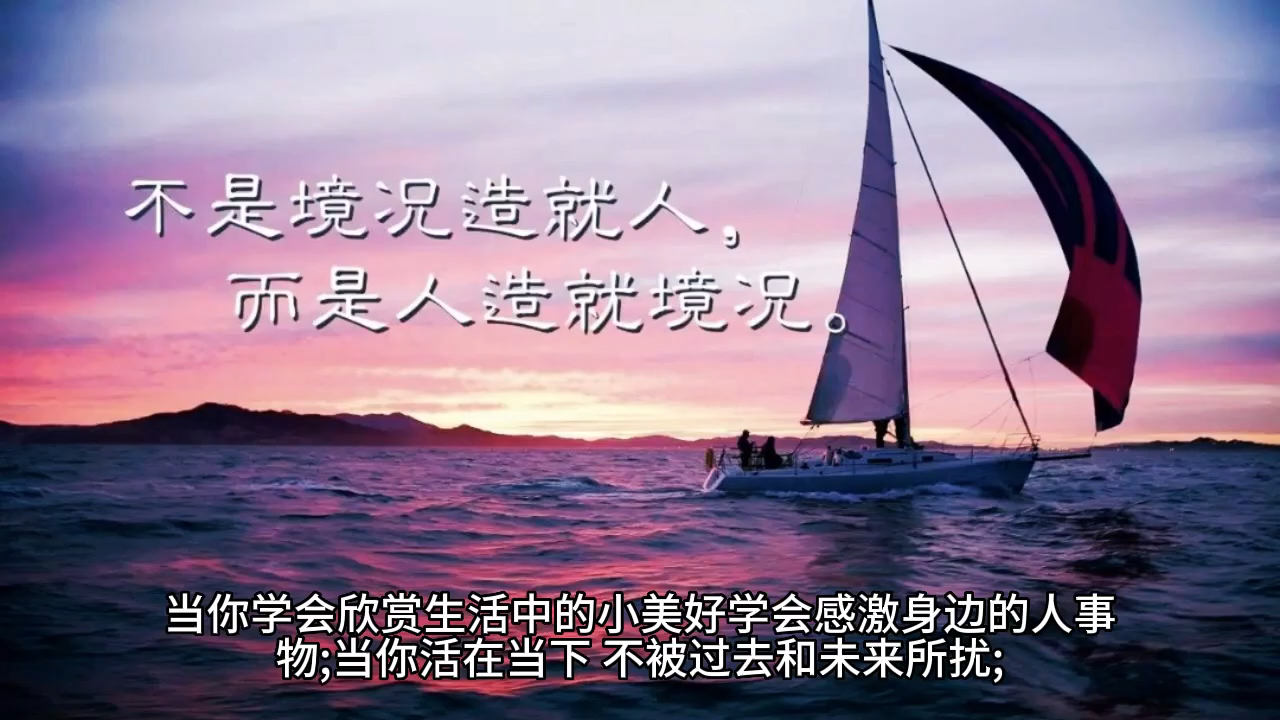 不是境况造就人，
而是人造就境况。
当你学会欣赏生活中的小美好学会感激身边的人事
物;当你活在当下 不被过去和未来所扰;